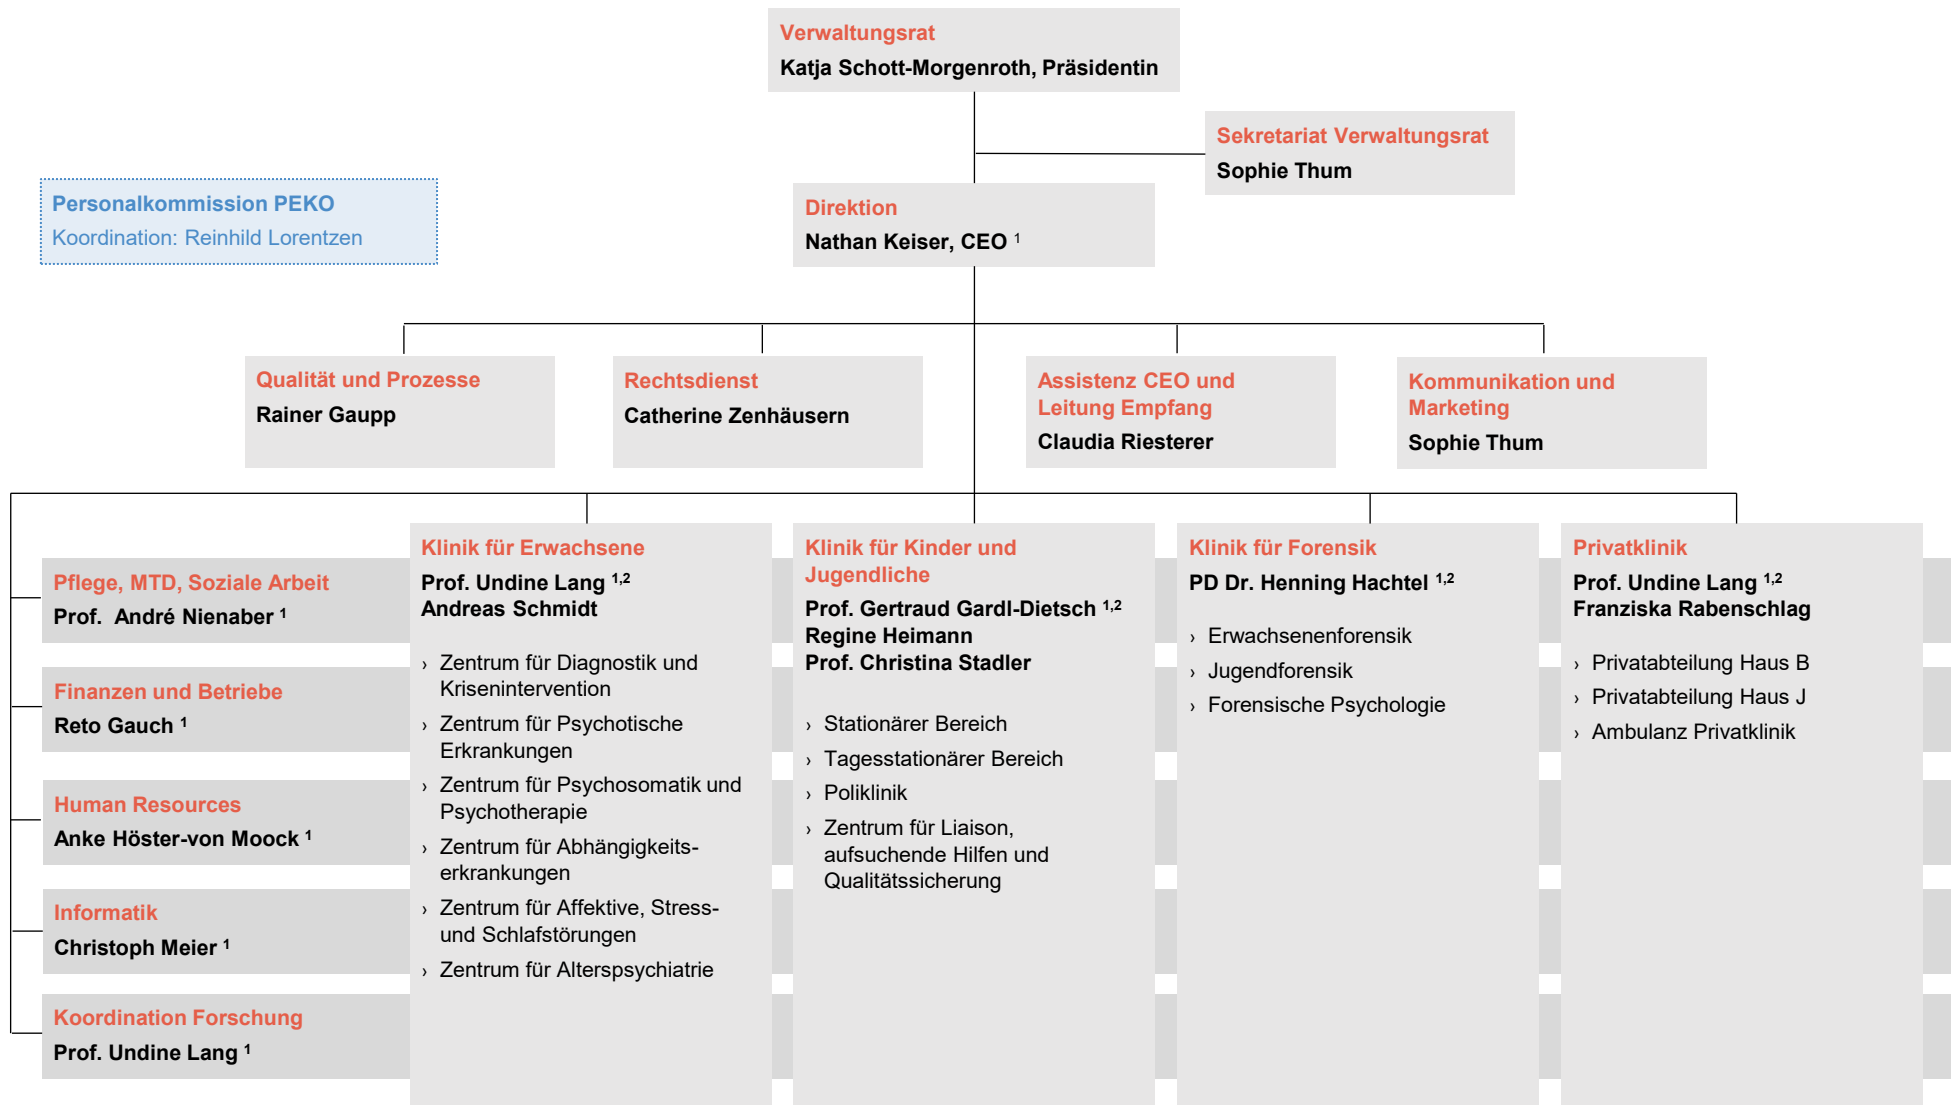 Verwaltungsrat
Katja Schott-Morgenroth, Präsidentin
Sekretariat Verwaltungsrat
Sophie Thum
Personalkommission PEKO
Koordination: Reinhild Lorentzen
Direktion
Nathan Keiser, CEO ¹
Qualität und Prozesse
Rainer Gaupp
Rechtsdienst
Catherine Zenhäusern
Assistenz CEO und
Leitung Empfang
Claudia Riesterer
Kommunikation und
Marketing
Sophie Thum
Pflege, MTD, Soziale Arbeit
Prof. André Nienaber ¹
Finanzen und Betriebe
Reto Gauch ¹
Human Resources
Anke Höster-von Moock ¹
Informatik
Christoph Meier ¹
Koordination Forschung
Prof. Undine Lang ¹
Klinik für Erwachsene
Prof. Undine Lang ¹,²
Andreas Schmidt
› Zentrum für Diagnostik und
Krisenintervention
› Zentrum für Psychotische
Erkrankungen
› Zentrum für Psychosomatik und
Psychotherapie
› Zentrum für Abhängigkeits-
erkrankungen
› Zentrum für Affektive, Stress-
und Schlafstörungen
› Zentrum für Alterspsychiatrie
Klinik für Kinder und
Jugendliche
Prof. Gertraud Gardl-Dietsch ¹,²
Regine Heimann
Prof. Christina Stadler
› Stationärer Bereich
› Tagesstationärer Bereich
› Poliklinik
› Zentrum für Liaison,
aufsuchende Hilfen und
Qualitätssicherung
Klinik für Forensik
PD Dr. Henning Hachtel ¹,²
› Erwachsenenforensik
› Jugendforensik
› Forensische Psychologie
Privatklinik
Prof. Undine Lang ¹,²
Franziska Rabenschlag
› Privatabteilung Haus B
› Privatabteilung Haus J
› Ambulanz Privatklinik